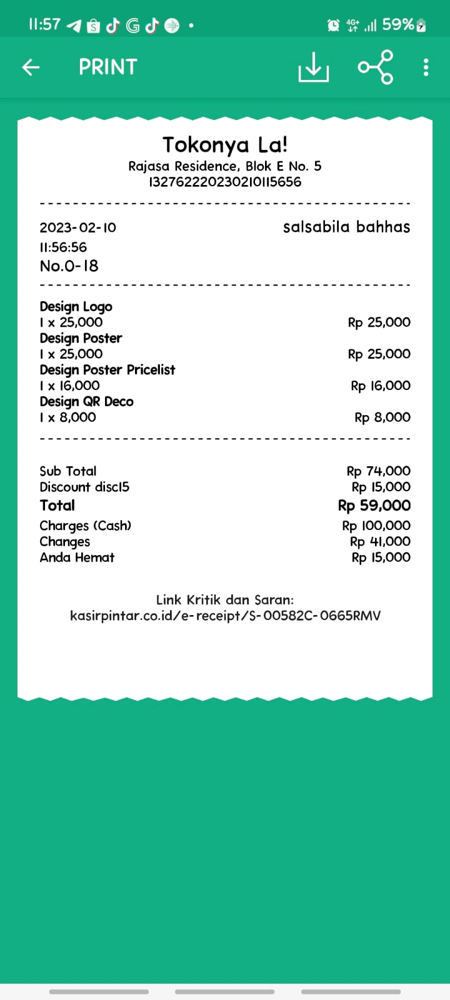 11:57
4G+
59%
PRINT
Tokonya La!
Rajasa Residence, Blok E No. 5
132762220230210115656
2023-02-10 salsabila bahhas
11:56:56
No.0-18
Design Logo
1 x 25,000 Rp 25,000
Design Poster
1 x 25,000 Rp 25,000
Design Poster Pricelist
1 x 16,000 Rp 16,000
Design QR Deco
1 x 8,000 Rp 8,000
Sub Total Rp 74,000
Discount disc15 Rp 15,000
Total Rp 59,000
Charges (Cash) Rp 100,000
Changes Rp 41,000
Anda Hemat Rp 15,000
Link Kritik dan Saran:
kasirpintar.co.id/e-receipt/S-00582C-0665RMV